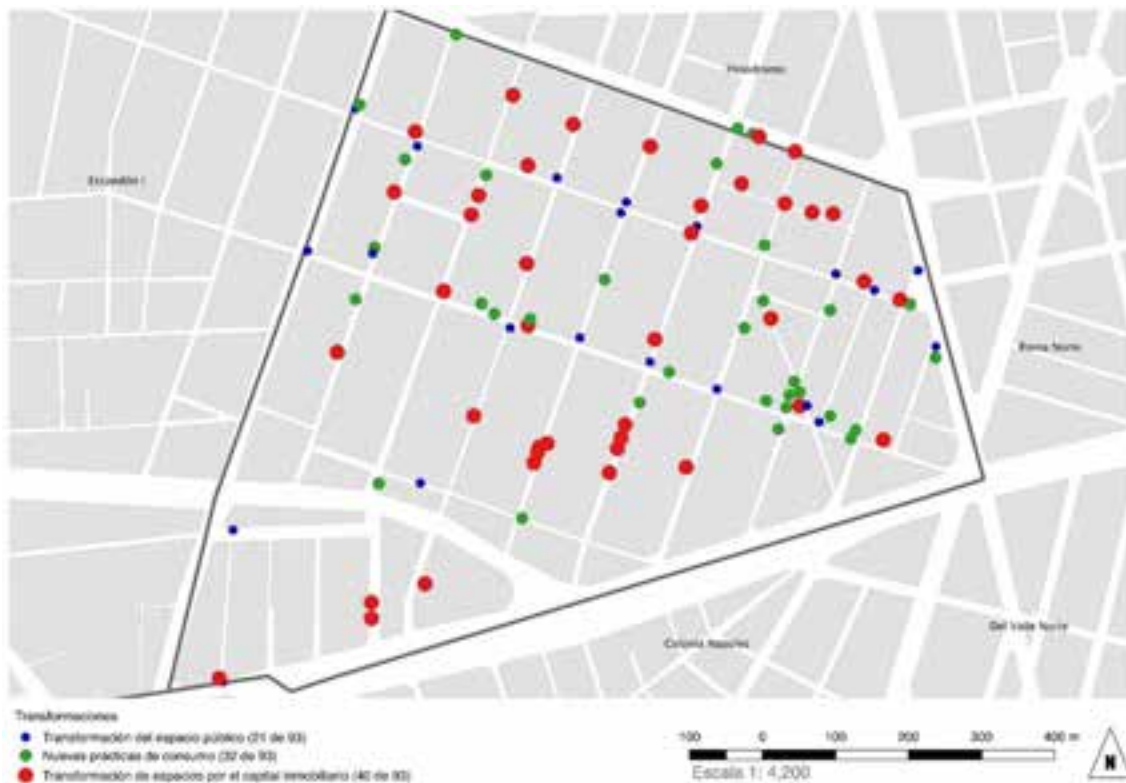 Hipódromo
Escandón I
Roma Norte
Colonia Nápoles
Del Valle Norte
Transformaciones
Transformación del espacio público (21 de 93)
Nuevas prácticas de consumo (32 de 93)
Transformación de espacios por el capital inmobiliario (40 de 93)
100 0 100 200 300 400 m
Escala 1: 4,200
N